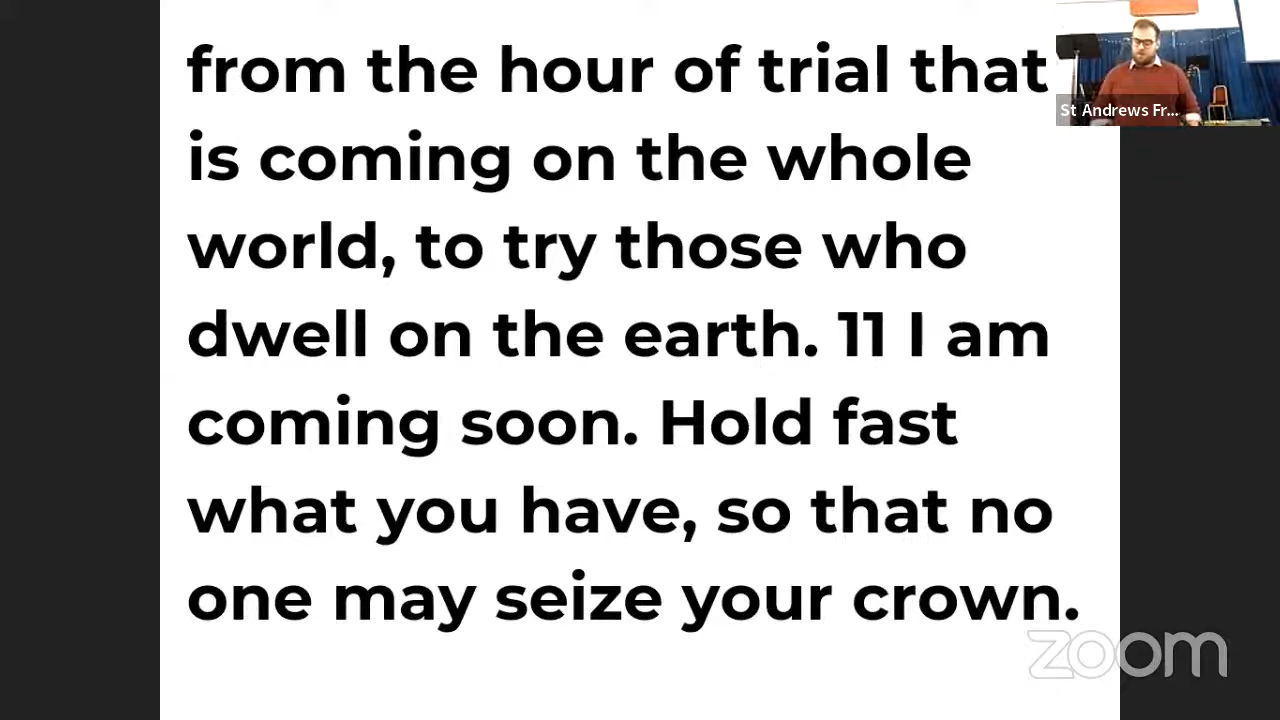 from the hour of trial that
is coming on the whole
world, to try those who
dwell on the earth. 11 I am
coming soon. Hold fast
what you have, so that no
one may seize your crown.
St Andrews Fr...
zoom